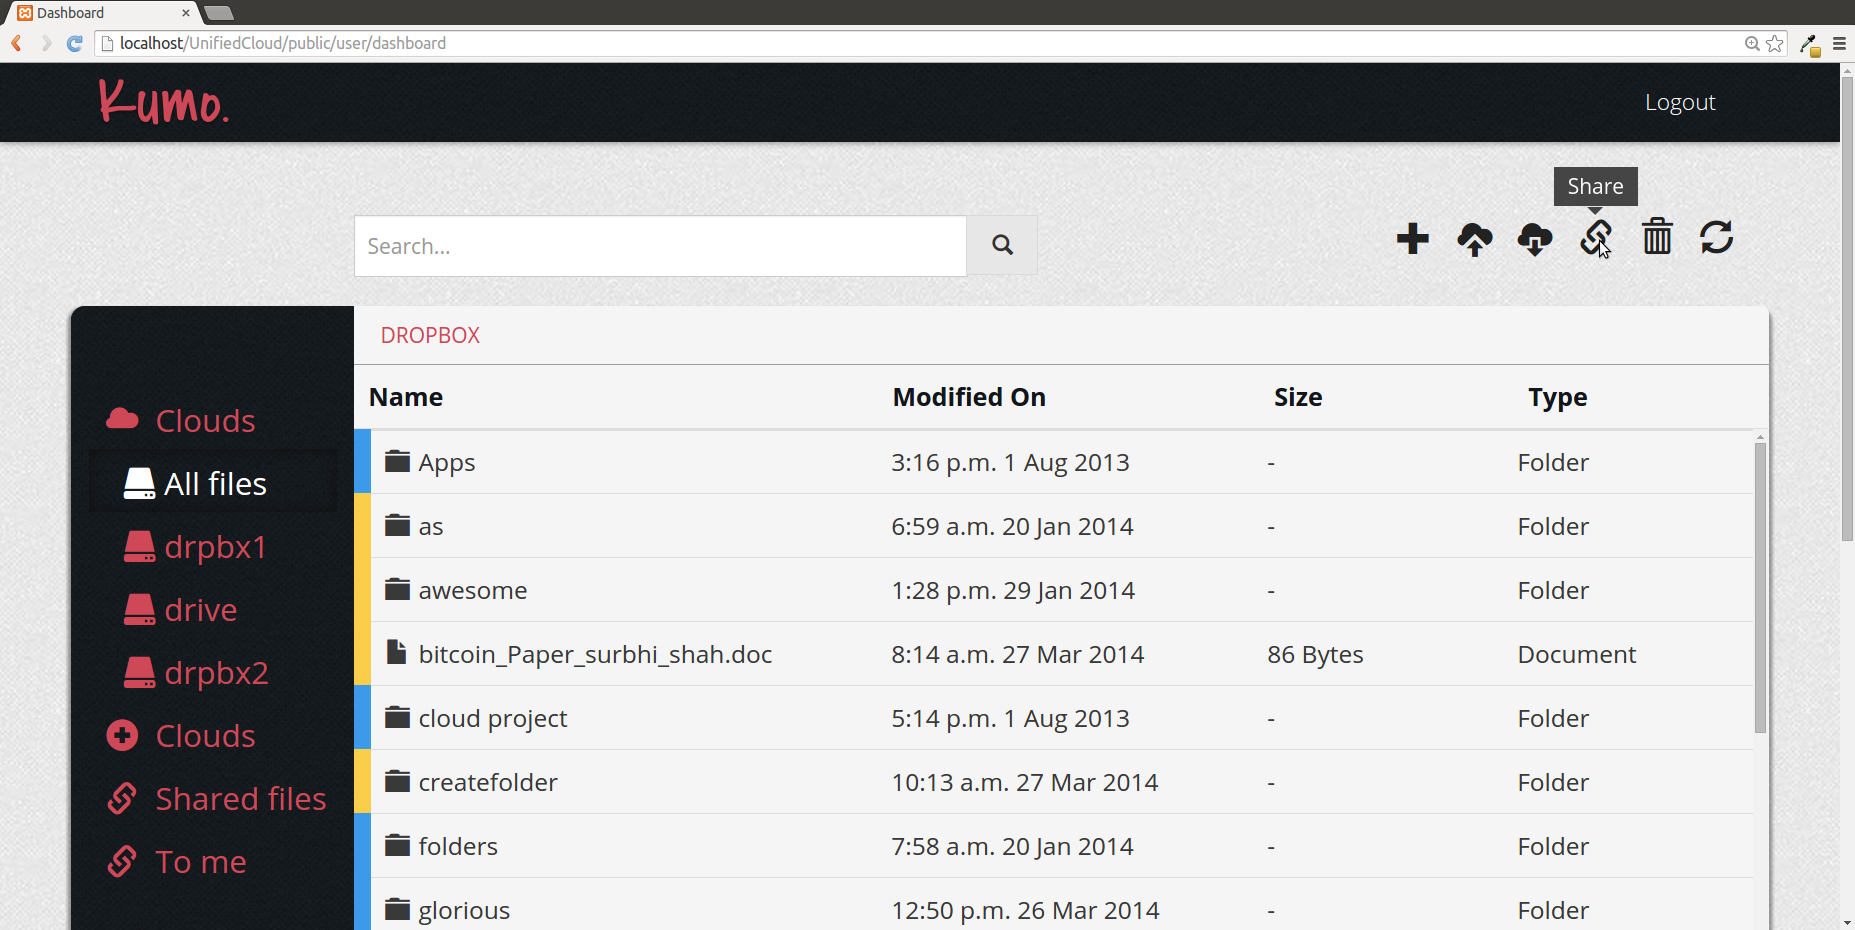 Dashboard
localhost/UnifiedCloud/public/user/dashboard
Kumo.
Logout
Share
Search...
DROPBOX
Name Modified On Size Type
Clouds
All files
drpbx1
drive
drpbx2
Clouds
Shared files
To me
Apps 3:16 p.m. 1 Aug 2013 - Folder
as 6:59 a.m. 20 Jan 2014 - Folder
awesome 1:28 p.m. 29 Jan 2014 - Folder
bitcoin_Paper_surbhi_shah.doc 8:14 a.m. 27 Mar 2014 86 Bytes Document
cloud project 5:14 p.m. 1 Aug 2013 - Folder
createfolder 10:13 a.m. 27 Mar 2014 - Folder
folders 7:58 a.m. 20 Jan 2014 - Folder
glorious 12:50 p.m. 26 Mar 2014 - Folder